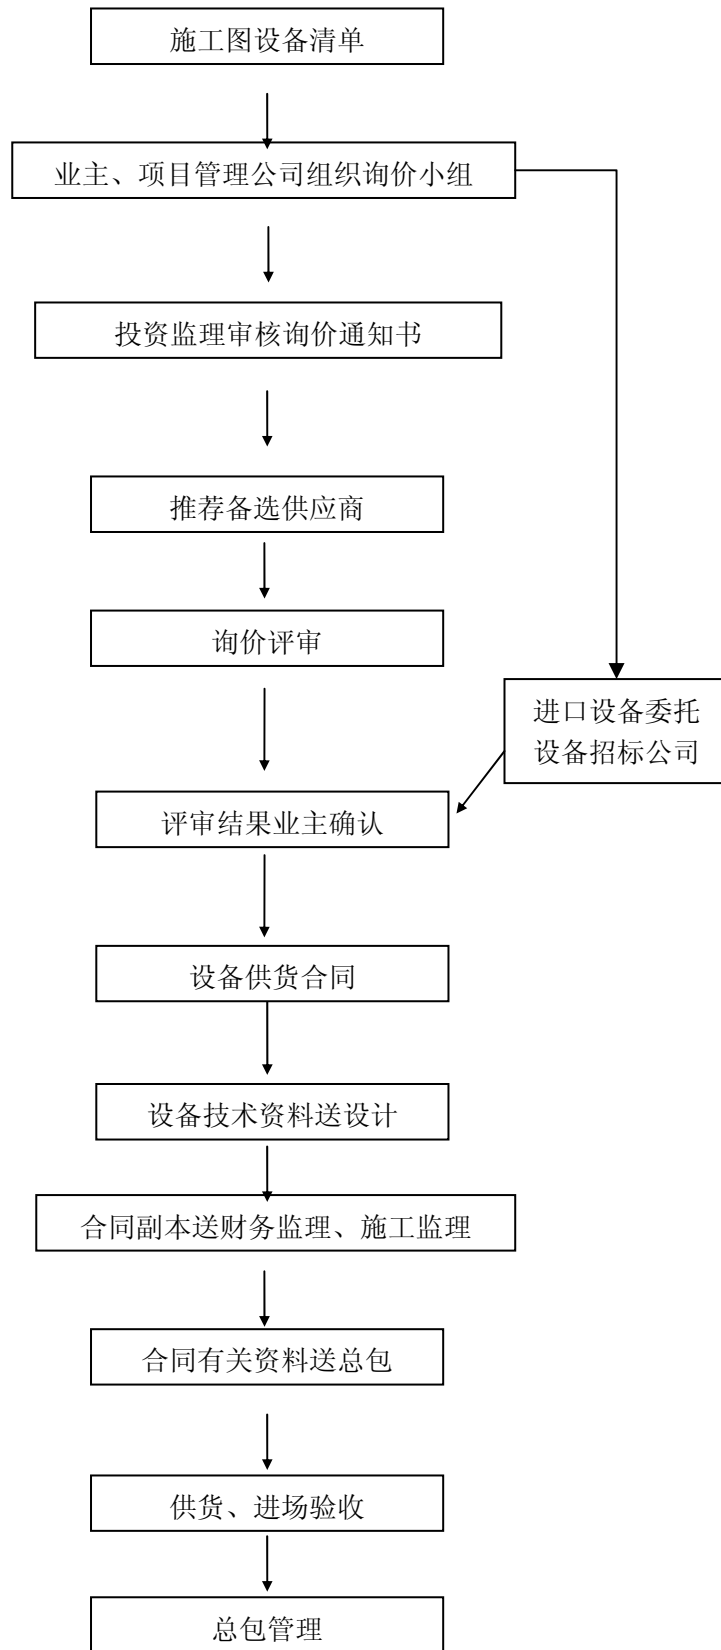 施工图设备清单
业主、项目管理公司组织询价小组
投资监理审核询价通知书
推荐备选供应商
询价评审
进口设备委托
设备招标公司
评审结果业主确认
设备供货合同
设备技术资料送设计
合同副本送财务监理、施工监理
合同有关资料送总包
供货、进场验收
总包管理